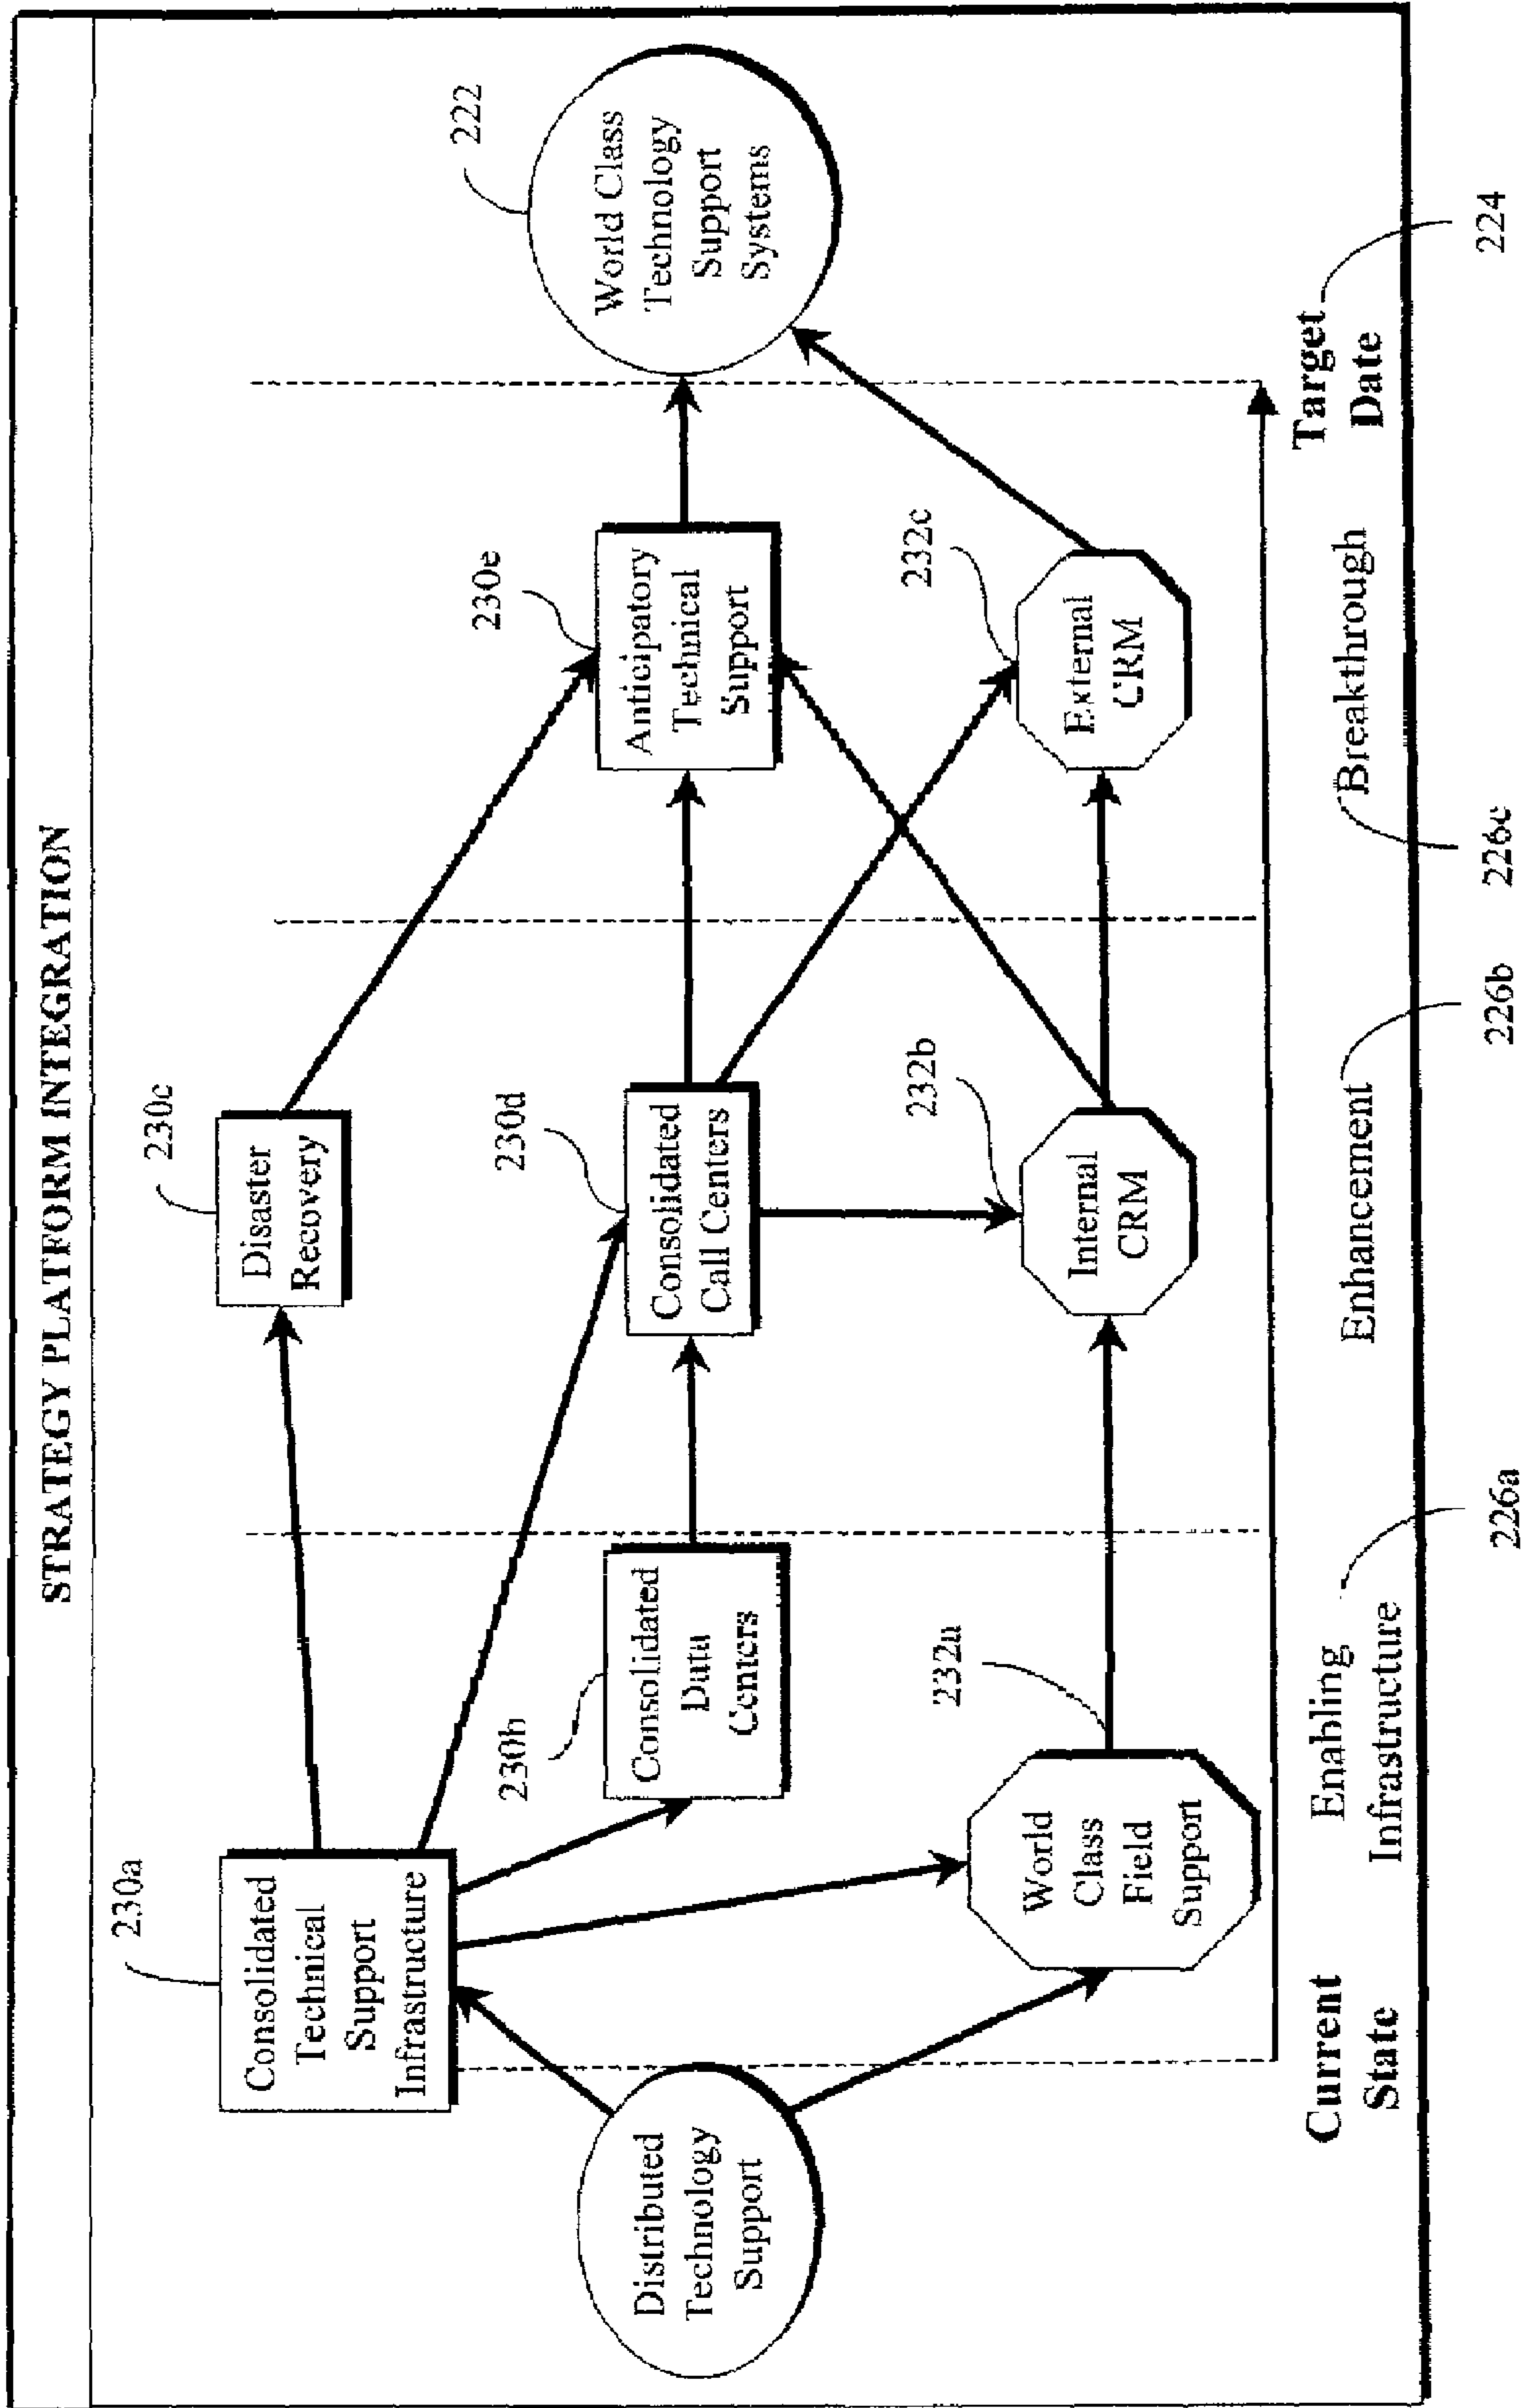 STRATEGY PLATFORM INTEGRATION
230a
Consolidated
Technical
Support
Infrastructure
230c
Disaster
Recovery
222
World Class
Technology
Support
Systems
230b
Consolidated
Data
Centers
230d
Consolidated
Call Centers
230e
Anticipatory
Technical
Support
Distributed
Technology
Support
232a
World
Class
Field
Support
232b
Internal
CRM
232c
External
CRM
Current
State
Enabling
Infrastructure
Enhancement
Breakthrough
Target
Date
226a
226b
226c
224